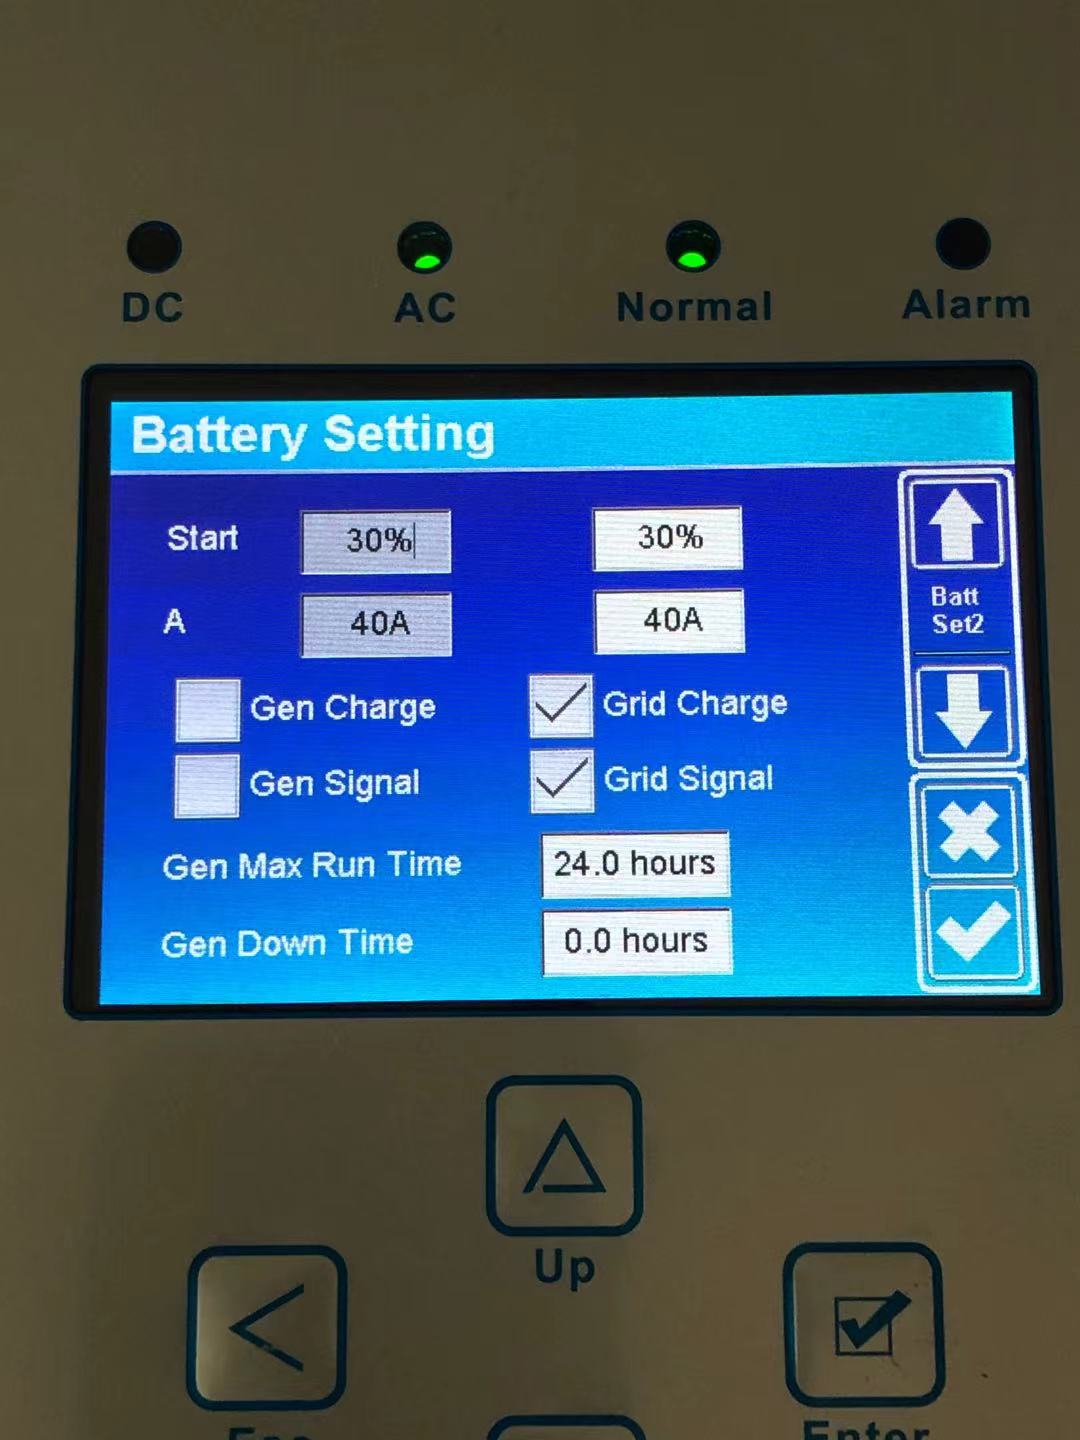 DC AC Normal Alarm
Battery Setting
Start 30% 30%
Batt
Set2
A 40A 40A
Gen Charge Grid Charge
Gen Signal Grid Signal
Gen Max Run Time 24.0 hours
Gen Down Time 0.0 hours
Up
Enter